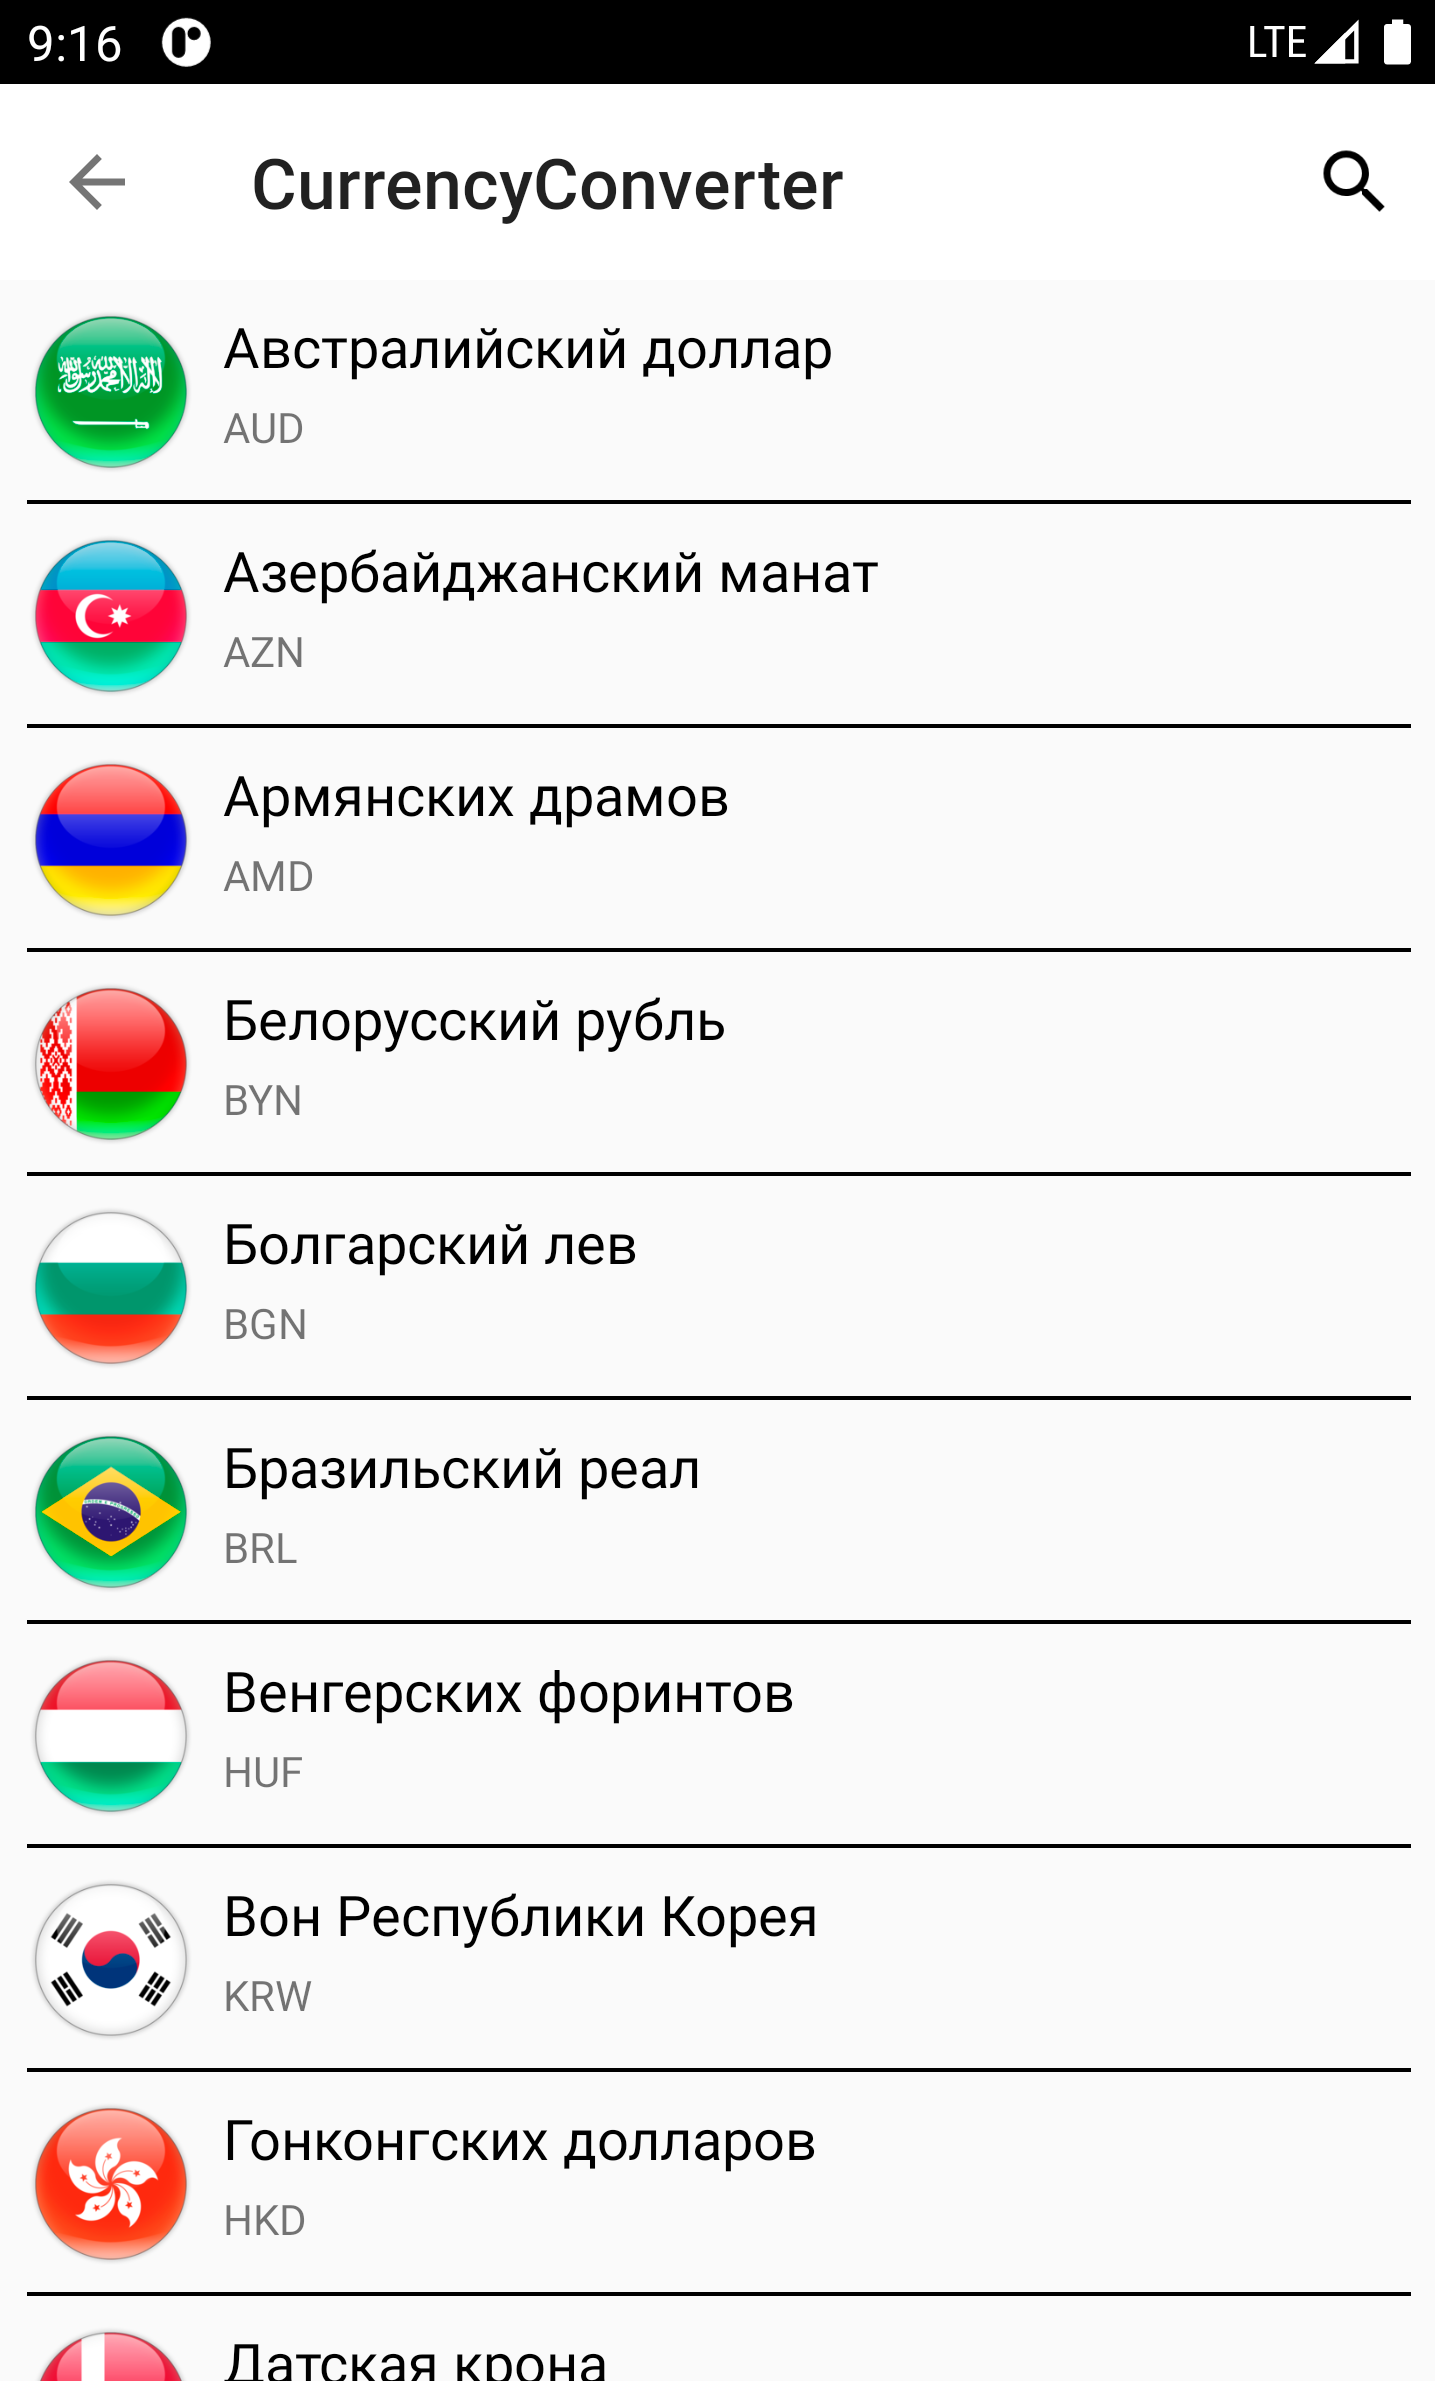 9:16
LTE
CurrencyConverter
Австралийский доллар
AUD
Азербайджанский манат
AZN
Армянских драмов
AMD
Белорусский рубль
BYN
Болгарский лев
BGN
Бразильский реал
BRL
Венгерских форинтов
HUF
Вон Республики Корея
KRW
Гонконгских долларов
HKD
Датская крона